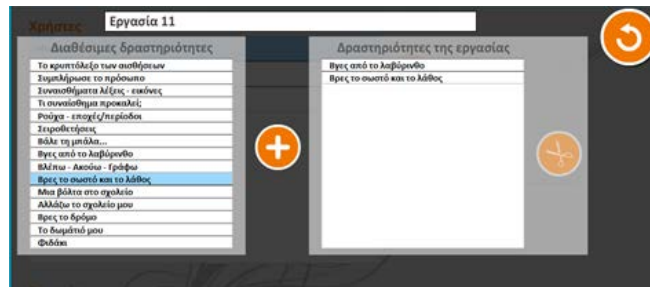 Χρήστες
Εργασία 11
Διαθέσιμες δραστηριότητες
Το κρυπτόλεξο των αισθήσεων
Συμπλήρωσε το πρόσωπο
Συναισθήματα λέξεις - εικόνες
Τι συναίσθημα προκαλεί;
Ρούχα - εποχές/περίοδοι
Σειροθετήσεις
Βάλε τη μπάλα...
Βγες από το λαβύρινθο
Βλέπω - Ακούω - Γράφω
Βρες το σωστό και το λάθος
Μια βόλτα στο σχολείο
Αλλάζω το σχολείο μου
Βρες το δρόμο
Το δωμάτιό μου
Φιδάκι
Δραστηριότητες της εργασίας
Βγες από το λαβύρινθο
Βρες το σωστό και το λάθος